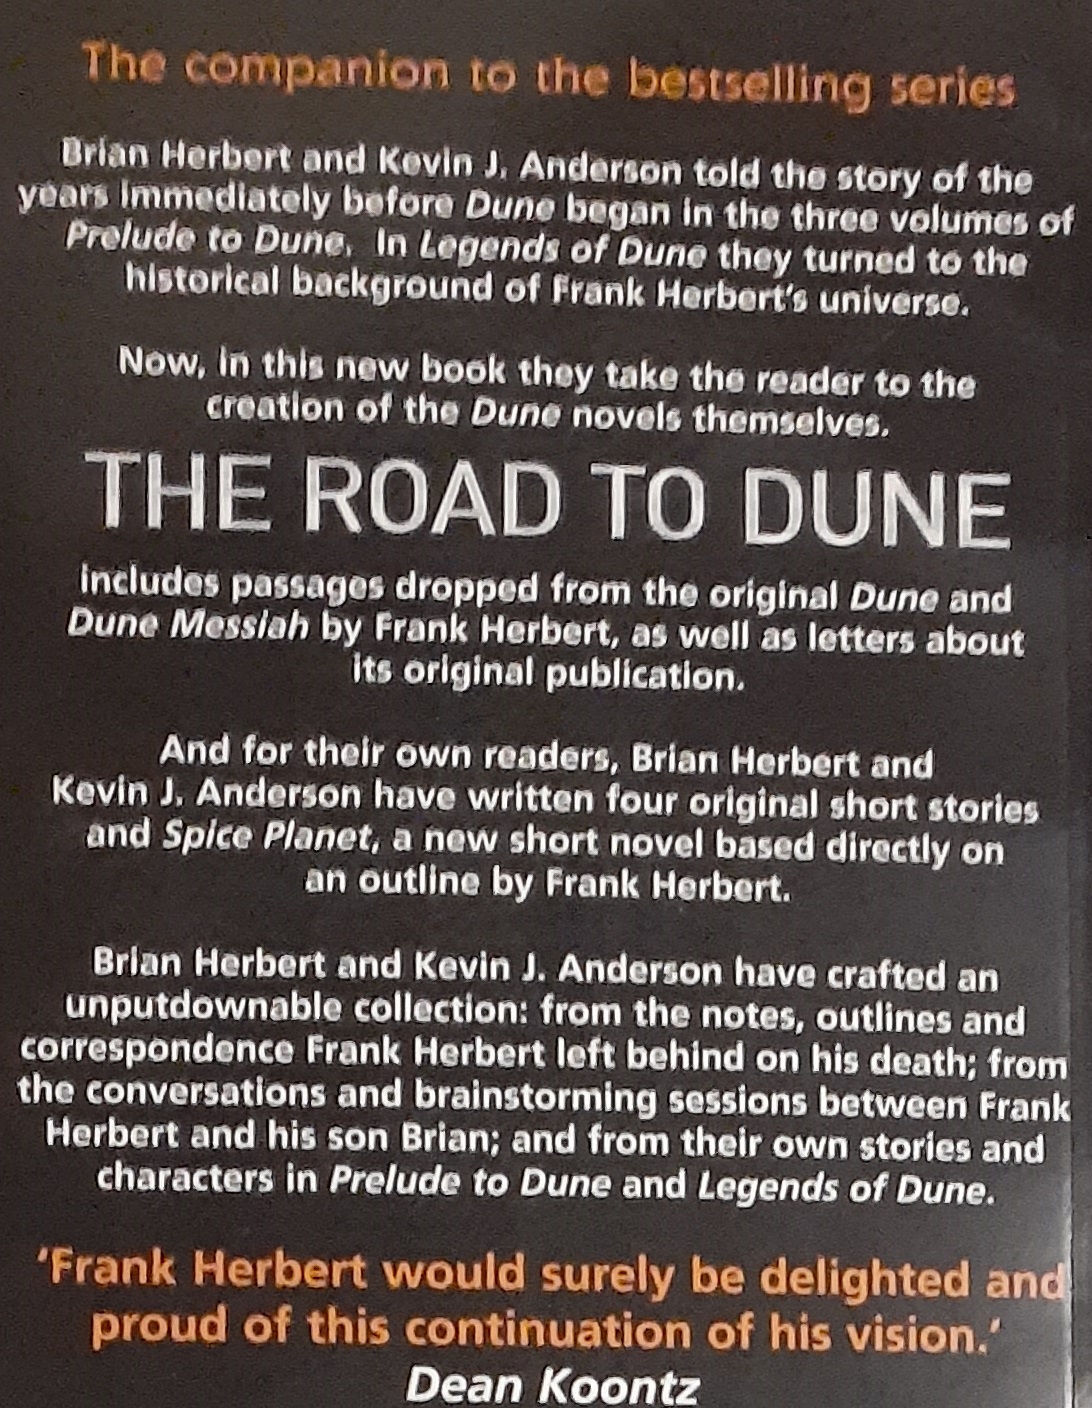 The companion to the bestselling series
Brian Herbert and Kevin J. Anderson told the story of the
years immediately before Dune began in the three volumes of
Prelude to Dune. In Legends of Dune they turned to the
historical background of Frank Herbert's universe.
Now, in this new book they take the reader to the
creation of the Dune novels themselves.
THE ROAD TO DUNE
includes passages dropped from the original Dune and
Dune Messiah by Frank Herbert, as well as letters about
its original publication.
And for their own readers, Brian Herbert and
Kevin J. Anderson have written four original short stories
and Spice Planet, a new short novel based directly on
an outline by Frank Herbert.
Brian Herbert and Kevin J. Anderson have crafted an
unputdownable collection: from the notes, outlines and
correspondence Frank Herbert left behind on his death; from
the conversations and brainstorming sessions between Frank
Herbert and his son Brian; and from their own stories and
characters in Prelude to Dune and Legends of Dune.
'Frank Herbert would surely be delighted and
proud of this continuation of his vision.'
Dean Koontz